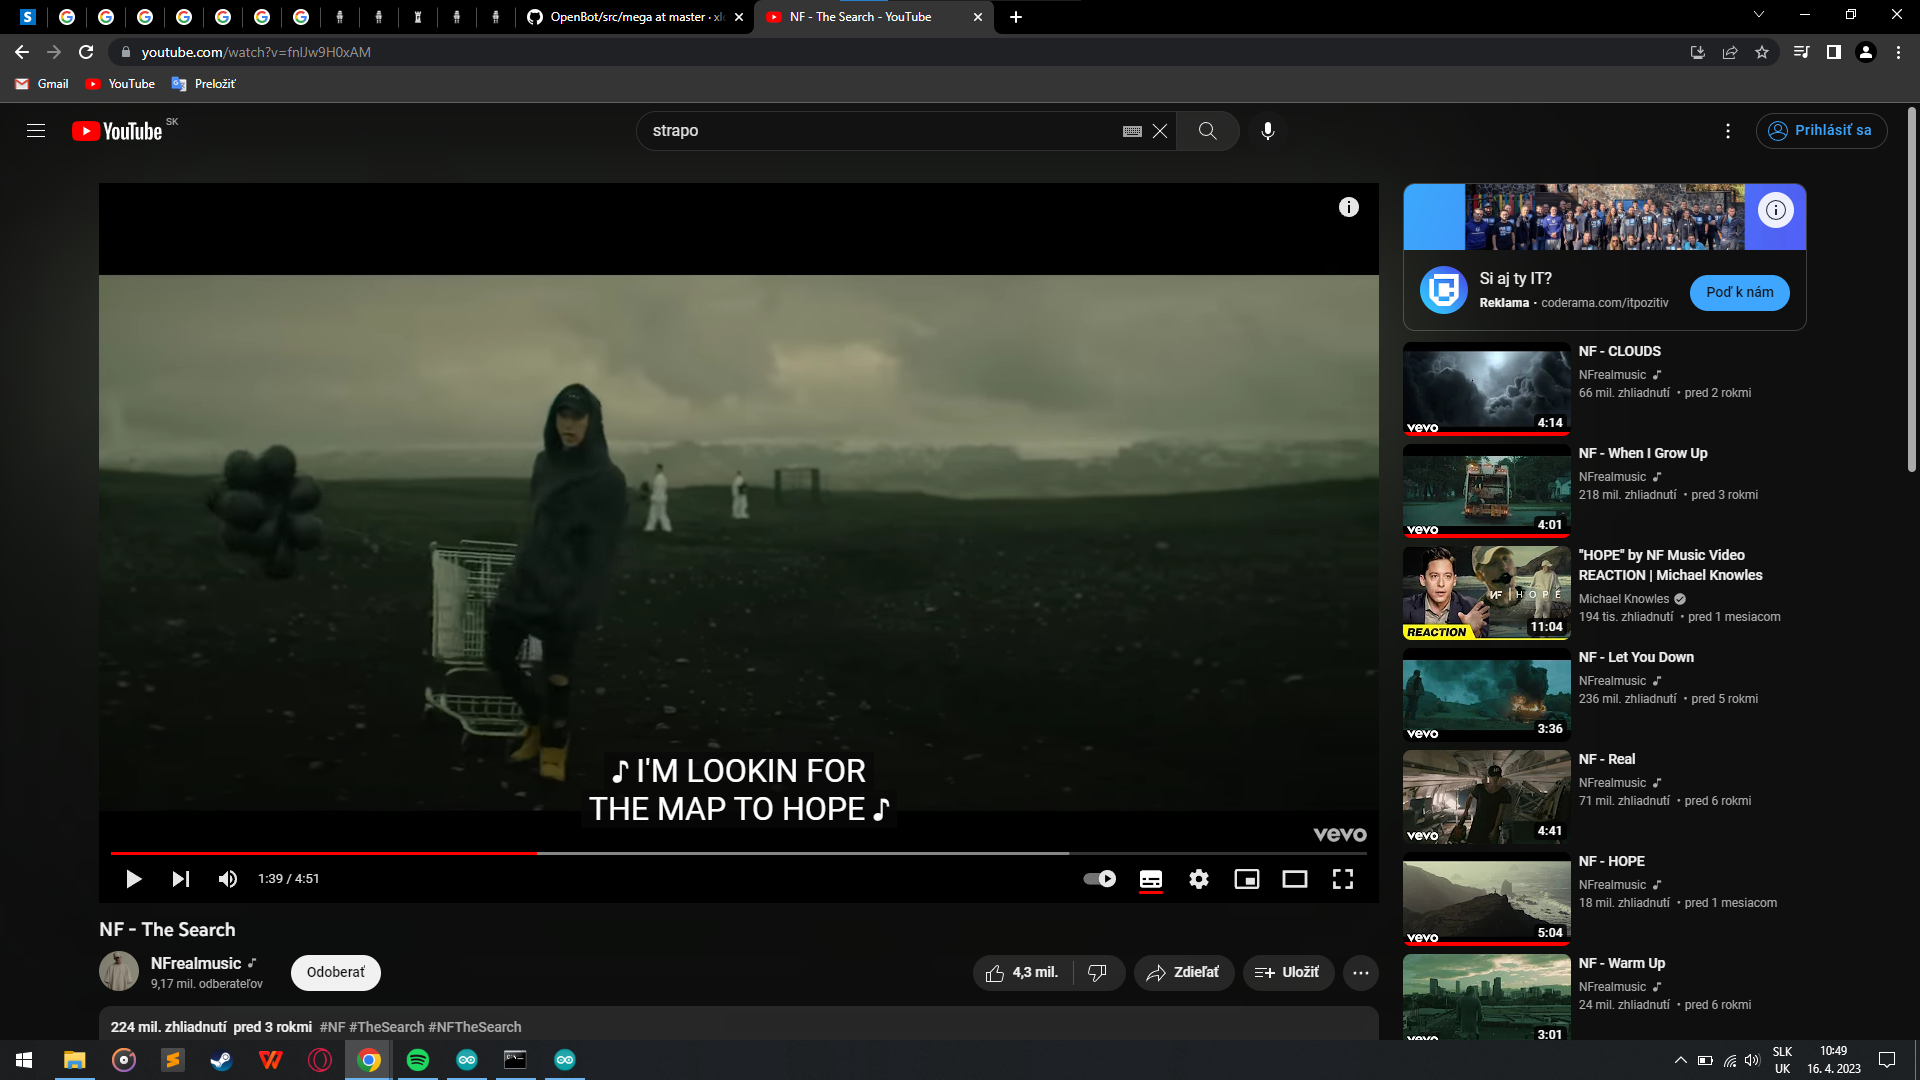 OpenBot/src/mega at master · xl
NF - The Search - YouTube
youtube.com/watch?v=fnlJw9H0xAM
Gmail
YouTube
Preložiť
YouTube SK
strapo
Prihlásiť sa
♪ I'M LOOKIN FOR
THE MAP TO HOPE ♪
vevo
1:39 / 4:51
NF - The Search
NFrealmusic
9,17 mil. odberateľov
Odoberať
4,3 mil.
Zdieľať
Uložiť
224 mil. zhliadnutí pred 3 rokmi #NF #TheSearch #NFTheSearch
Si aj ty IT?
Reklama · coderama.com/itpozitiv
Poď k nám
vevo
4:14
NF - CLOUDS
NFrealmusic
66 mil. zhliadnutí • pred 2 rokmi
vevo
4:01
NF - When I Grow Up
NFrealmusic
218 mil. zhliadnutí • pred 3 rokmi
NF | HOPE
REACTION
11:04
"HOPE" by NF Music Video
REACTION | Michael Knowles
Michael Knowles
194 tis. zhliadnutí • pred 1 mesiacom
vevo
3:36
NF - Let You Down
NFrealmusic
236 mil. zhliadnutí • pred 5 rokmi
vevo
4:41
NF - Real
NFrealmusic
71 mil. zhliadnutí • pred 6 rokmi
vevo
5:04
NF - HOPE
NFrealmusic
18 mil. zhliadnutí • pred 1 mesiacom
vevo
3:01
NF - Warm Up
NFrealmusic
24 mil. zhliadnutí • pred 6 rokmi
SLK
UK
10:49
16. 4. 2023